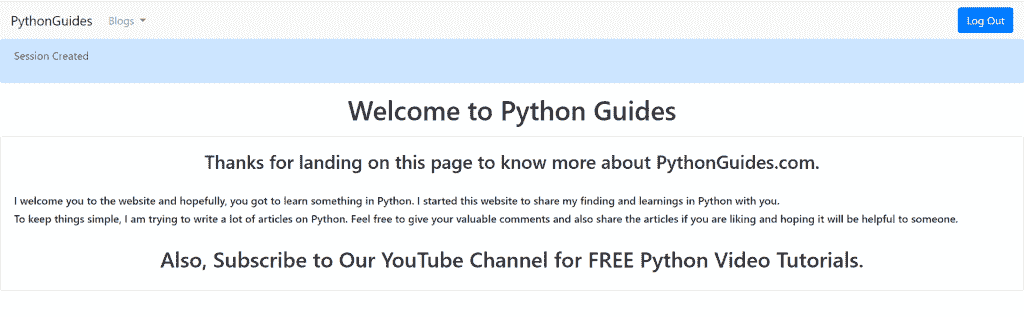 PythonGuides Blogs Log Out
Session Created
Welcome to Python Guides
Thanks for landing on this page to know more about PythonGuides.com.
I welcome you to the website and hopefully, you got to learn something in Python. I started this website to share my finding and learnings in Python with you.
To keep things simple, I am trying to write a lot of articles on Python. Feel free to give your valuable comments and also share the articles if you are liking and hoping it will be helpful to someone.
Also, Subscribe to Our YouTube Channel for FREE Python Video Tutorials.